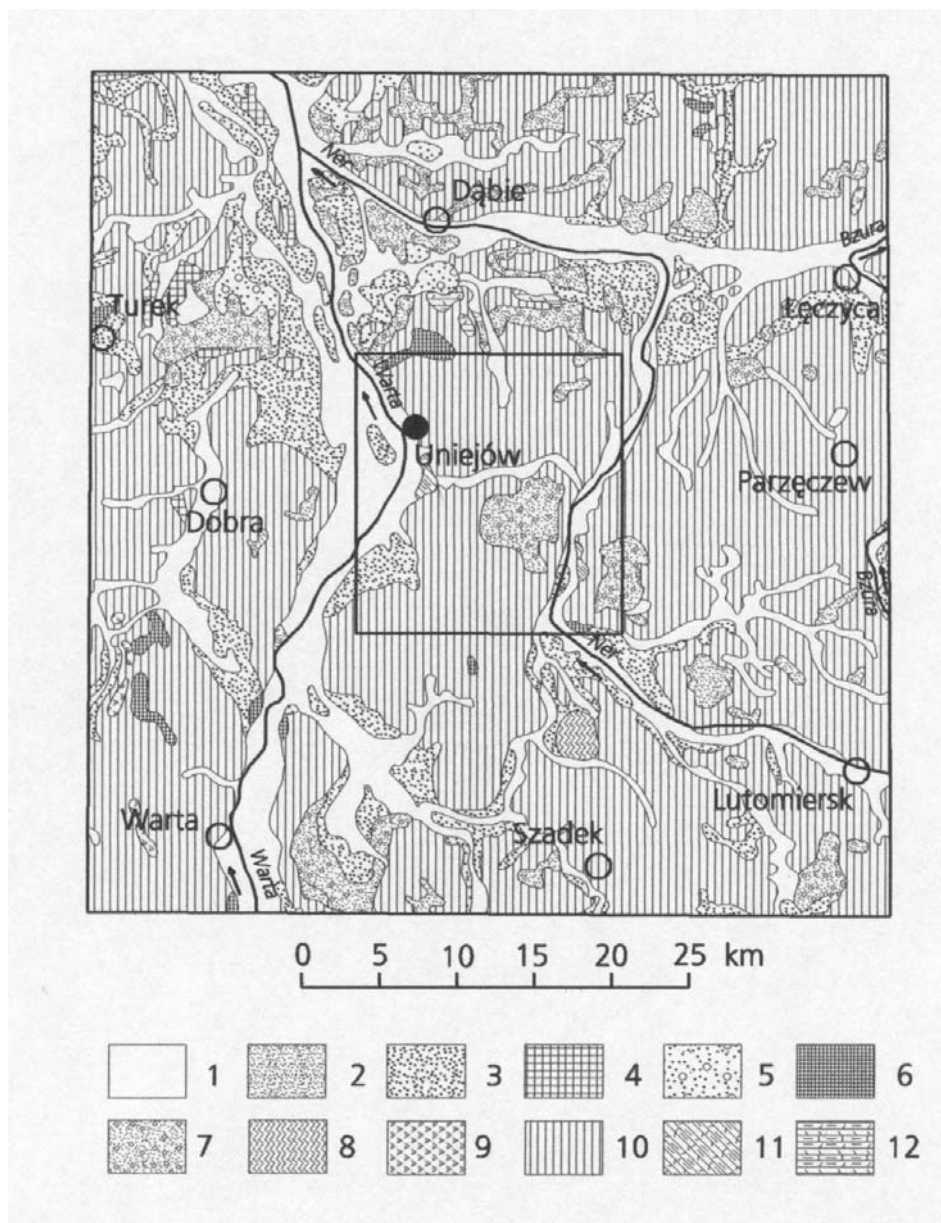 Ner
Dąbie
Bzura
Łęczyca
Turek
Warta
Uniejów
Parzęczew
Dobra
Bzura
Ner
Lutomiersk
Warta
Szadek
Warta
0 5 10 15 20 25 km
1 2 3 4 5 6
7 8 9 10 11 12